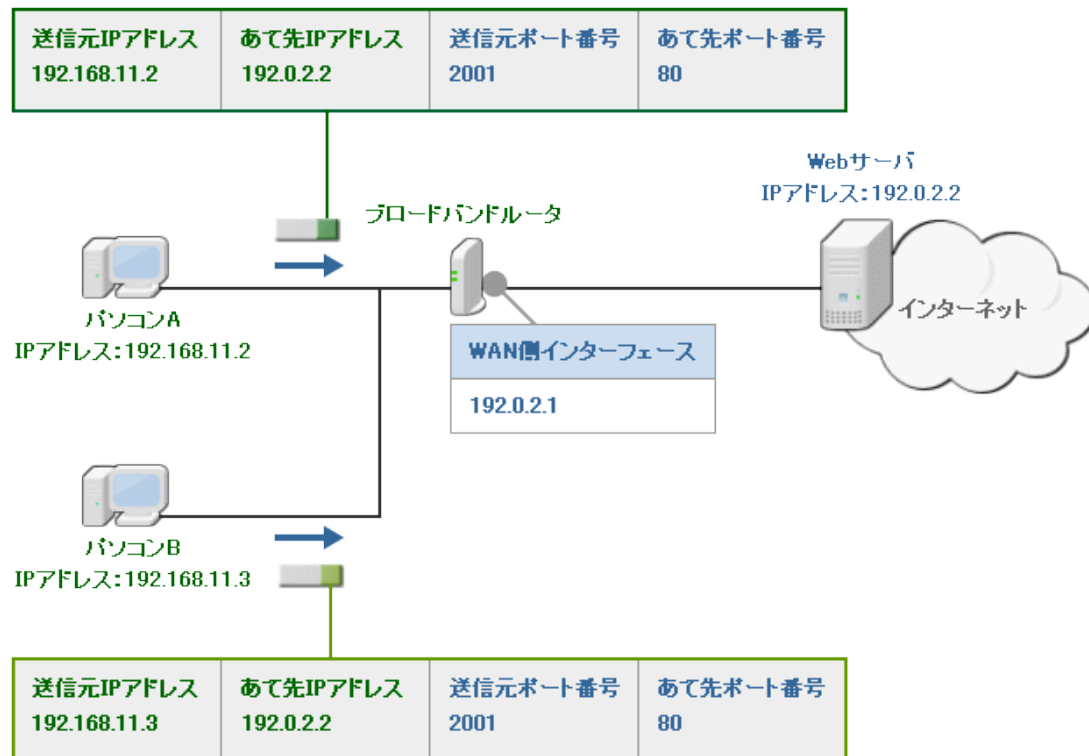 送信元IPアドレス あて先IPアドレス 送信元ポート番号 あて先ポート番号
192.168.11.2 192.0.2.2 2001 80
Webサーバ
IPアドレス:192.0.2.2
ブロードバンドルータ
インターネット
パソコンA
IPアドレス:192.168.11.2
WAN側インターフェース
192.0.2.1
パソコンB
IPアドレス:192.168.11.3
送信元IPアドレス あて先IPアドレス 送信元ポート番号 あて先ポート番号
192.168.11.3 192.0.2.2 2001 80